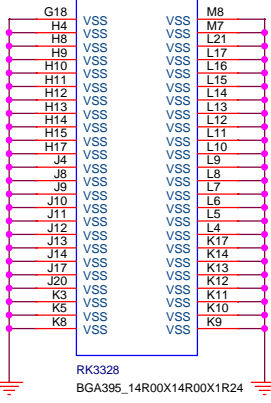 G18 VSS VSS M8
H4 VSS VSS M7
H8 VSS VSS L21
H9 VSS VSS L17
H10 VSS VSS L16
H11 VSS VSS L15
H12 VSS VSS L14
H13 VSS VSS L13
H14 VSS VSS L12
H15 VSS VSS L11
H17 VSS VSS L10
J4 VSS VSS L9
J8 VSS VSS L8
J9 VSS VSS L7
J10 VSS VSS L6
J11 VSS VSS L5
J12 VSS VSS L4
J13 VSS VSS K17
J14 VSS VSS K14
J17 VSS VSS K13
J20 VSS VSS K12
K3 VSS VSS K11
K5 VSS VSS K10
K8 VSS VSS K9
RK3328
BGA395_14R00X14R00X1R24